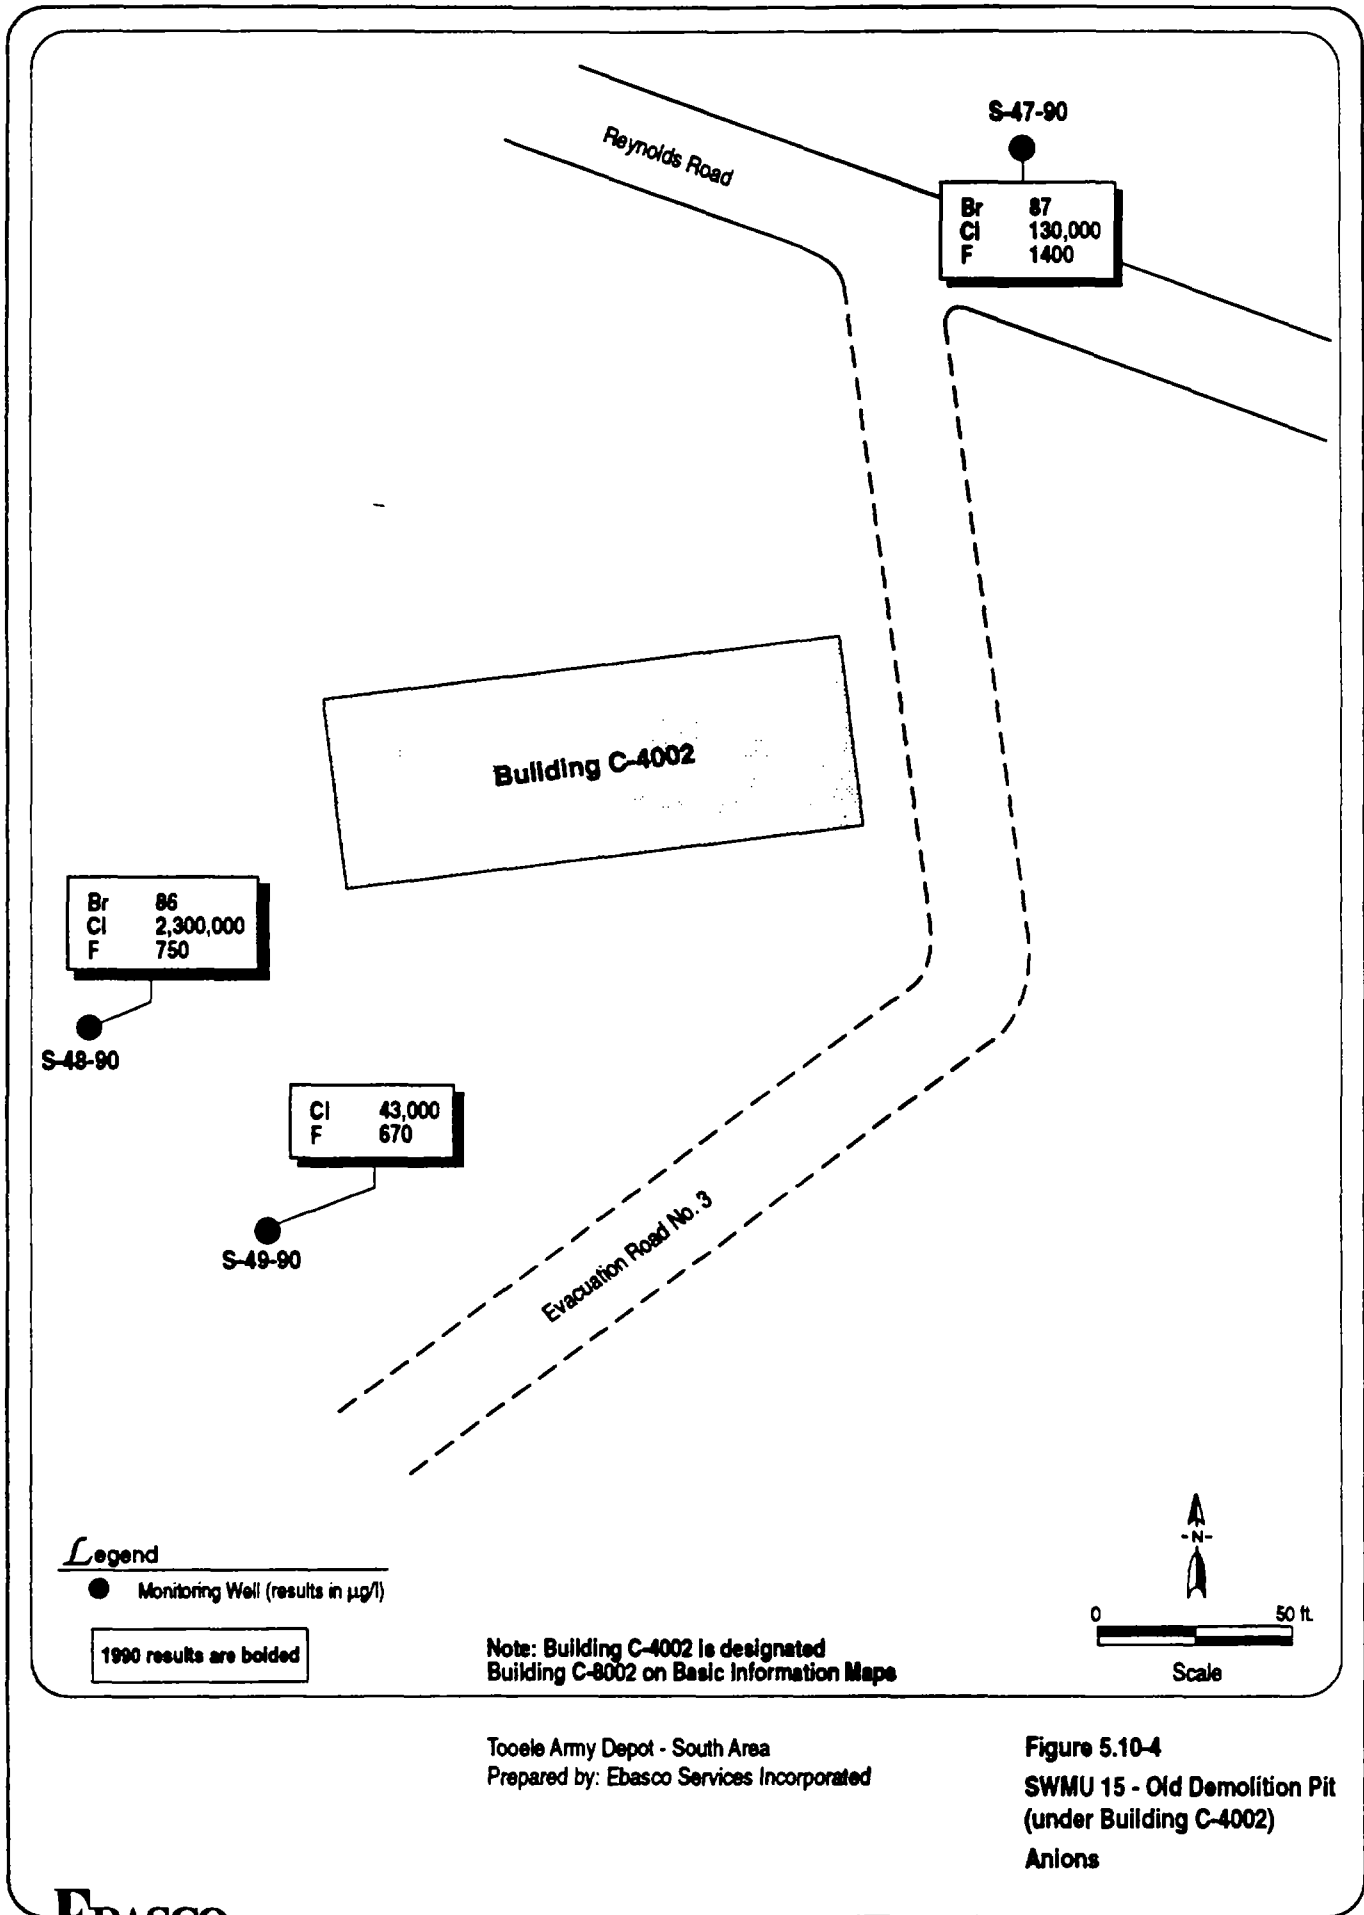 S-47-90
Reynolds Road
Br 87
Cl 130,000
F 1400
Building C-4002
Br 86
Cl 2,300,000
F 750
S-48-90
Cl 43,000
F 670
S-49-90
Evacuation Road No. 3
Legend
Monitoring Well (results in µg/l)
1990 results are bolded
Note: Building C-4002 is designated
Building C-8002 on Basic Information Maps
-N-
0 50 ft.
Scale
Tooele Army Depot - South Area
Prepared by: Ebasco Services Incorporated
Figure 5.10-4
SWMU 15 - Old Demolition Pit
(under Building C-4002)
Anions
EBASCO